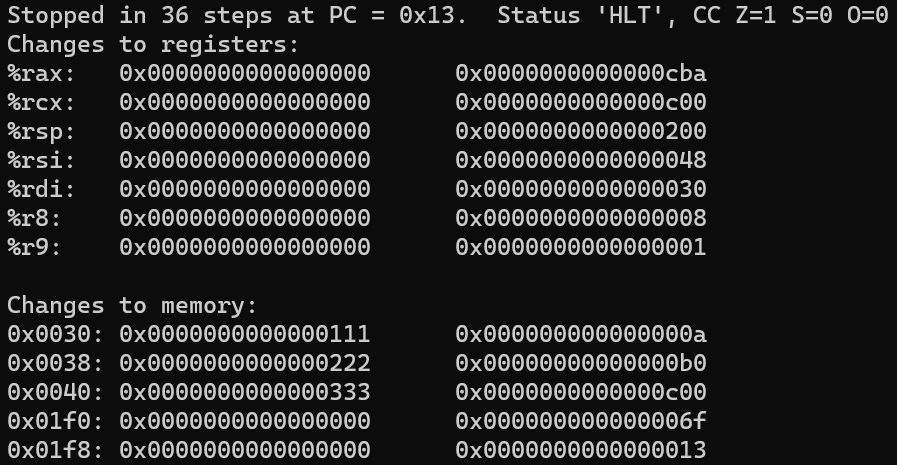 Stopped in 36 steps at PC = 0x13.  Status 'HLT', CC Z=1 S=0 O=0
Changes to registers:
%rax:   0x0000000000000000      0x0000000000000cba
%rcx:   0x0000000000000000      0x0000000000000c00
%rsp:   0x0000000000000000      0x0000000000000200
%rsi:   0x0000000000000000      0x0000000000000048
%rdi:   0x0000000000000000      0x0000000000000030
%r8:    0x0000000000000000      0x0000000000000008
%r9:    0x0000000000000000      0x0000000000000001

Changes to memory:
0x0030: 0x0000000000000111      0x000000000000000a
0x0038: 0x0000000000000222      0x00000000000000b0
0x0040: 0x0000000000000333      0x0000000000000c00
0x01f0: 0x0000000000000000      0x000000000000006f
0x01f8: 0x0000000000000000      0x0000000000000013